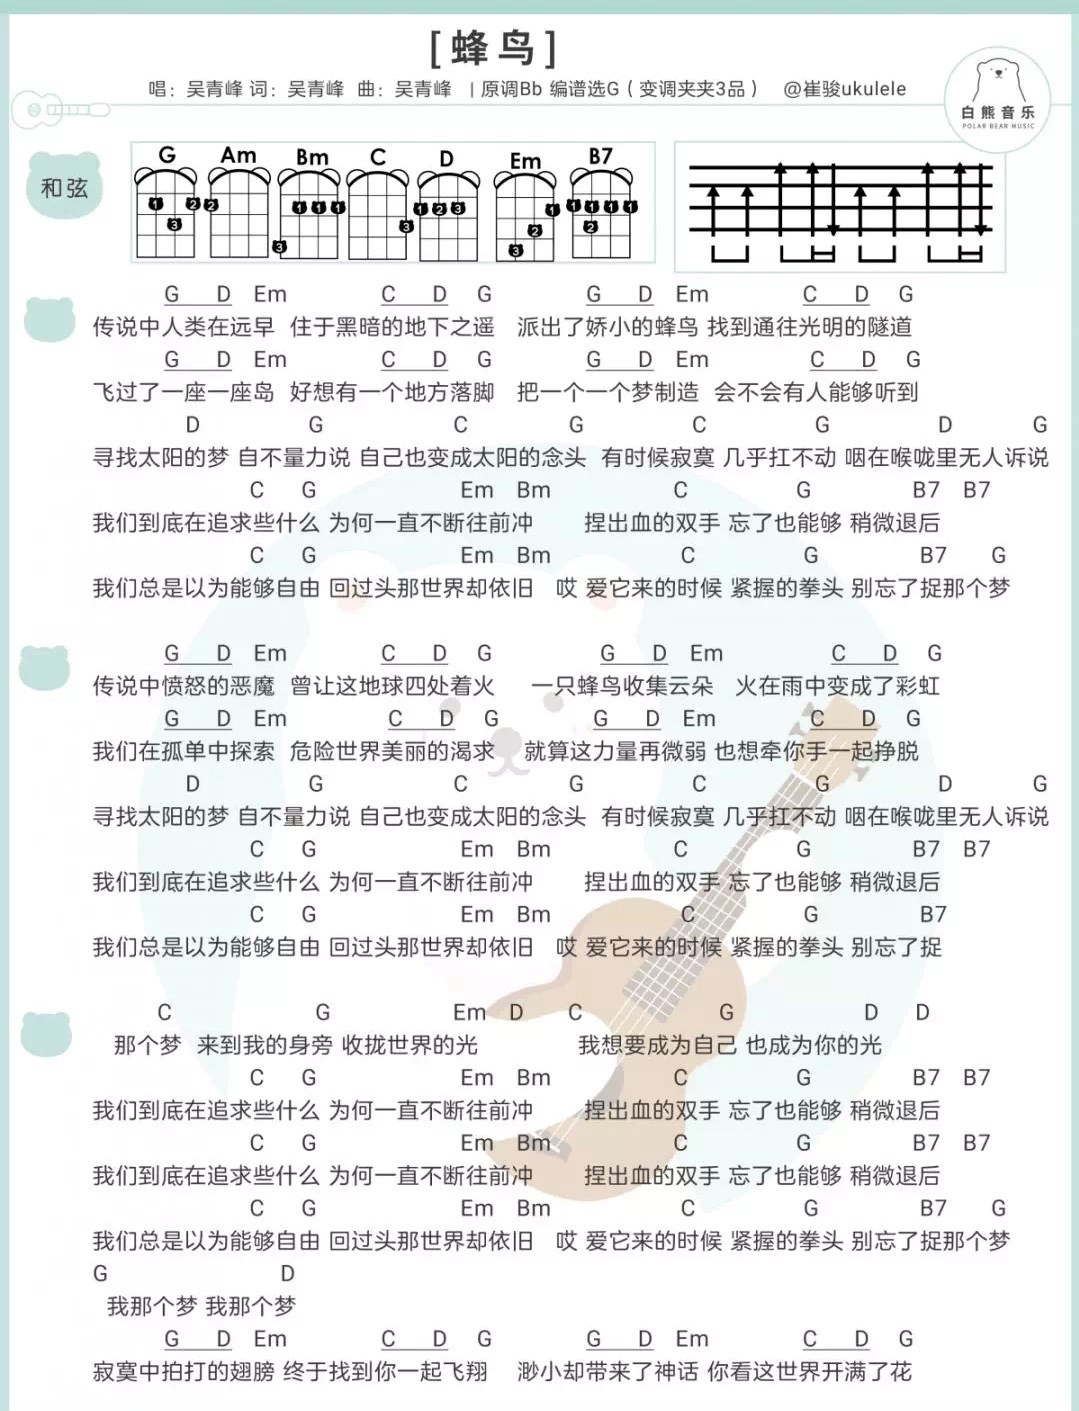 [ 蜂鸟 ]
唱：吴青峰 词：吴青峰 曲：吴青峰 | 原调Bb 编谱选G（变调夹夹3品） @崔骏ukulele
白熊音乐
POLAR BEAR MUSIC
和弦
G Am Bm C D Em B7
G D Em C D G G D Em C D G
传说中人类在远早 住于黑暗的地下之遥 派出了娇小的蜂鸟 找到通往光明的隧道
G D Em C D G G D Em C D G
飞过了一座一座岛 好想有一个地方落脚 把一个一个梦制造 会不会有人能够听到
D G C G C G D G
寻找太阳的梦 自不量力说 自己也变成太阳的念头 有时候寂寞 几乎扛不动 咽在喉咙里无人诉说
C G Em Bm C G B7 B7
我们到底在追求些什么 为何一直不断往前冲 捏出血的双手 忘了也能够 稍微退后
C G Em Bm C G B7 G
我们总是以为能够自由 回过头那世界却依旧 哎 爱它来的时候 紧握的拳头 别忘了捉那个梦
G D Em C D G G D Em C D G
传说中愤怒的恶魔 曾让这地球四处着火 一只蜂鸟收集云朵 火在雨中变成了彩虹
G D Em C D G G D Em C D G
我们在孤单中探索 危险世界美丽的渴求 就算这力量再微弱 也想牵你手一起挣脱
D G C G C G D G
寻找太阳的梦 自不量力说 自己也变成太阳的念头 有时候寂寞 几乎扛不动 咽在喉咙里无人诉说
C G Em Bm C G B7 B7
我们到底在追求些什么 为何一直不断往前冲 捏出血的双手 忘了也能够 稍微退后
C G Em Bm C G B7
我们总是以为能够自由 回过头那世界却依旧 哎 爱它来的时候 紧握的拳头 别忘了捉
C G Em D C G D D
那个梦 来到我的身旁 收拢世界的光 我想要成为自己 也成为你的光
C G Em Bm C G B7 B7
我们到底在追求些什么 为何一直不断往前冲 捏出血的双手 忘了也能够 稍微退后
C G Em Bm C G B7 B7
我们到底在追求些什么 为何一直不断往前冲 捏出血的双手 忘了也能够 稍微退后
C G Em Bm C G B7 G
我们总是以为能够自由 回过头那世界却依旧 哎 爱它来的时候 紧握的拳头 别忘了捉那个梦
G D
我那个梦 我那个梦
G D Em C D G G D Em C D G
寂寞中拍打的翅膀 终于找到你一起飞翔 渺小却带来了神话 你看这世界开满了花